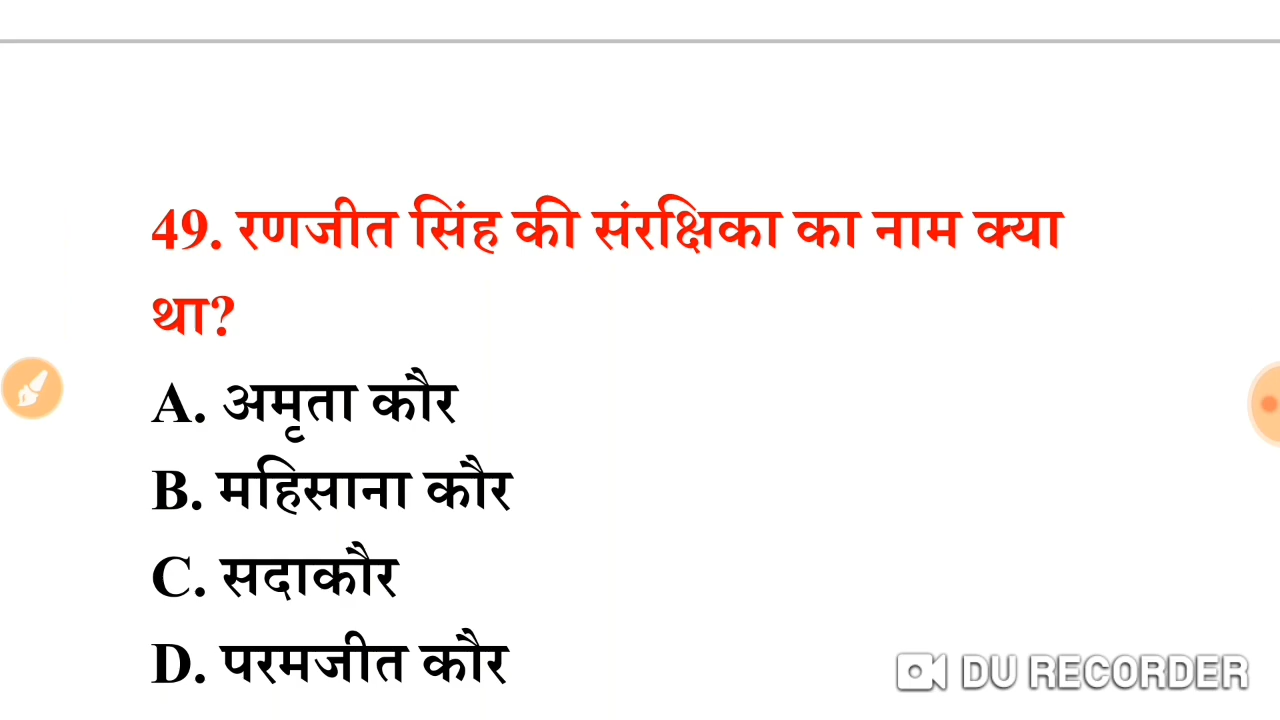 49. रणजीत सिंह की संरक्षिका का नाम क्या
था?
A. अमृता कौर
B. महिसाना कौर
C. सदाकौर
D. परमजीत कौर
DU RECORDER